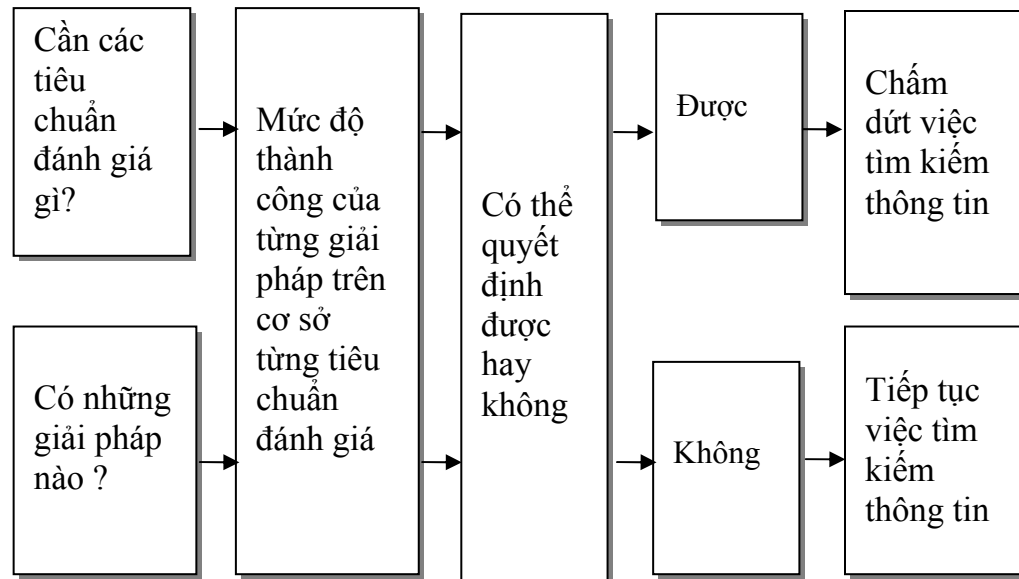 Cần các
tiêu
chuẩn
đánh giá
gì?
Có những
giải pháp
nào ?
Mức độ
thành
công của
từng giải
pháp trên
cơ sở
từng tiêu
chuẩn
đánh giá
Có thể
quyết
định
được
hay
không
Được
Không
Chấm
dứt việc
tìm kiếm
thông tin
Tiếp tục
việc tìm
kiếm
thông tin